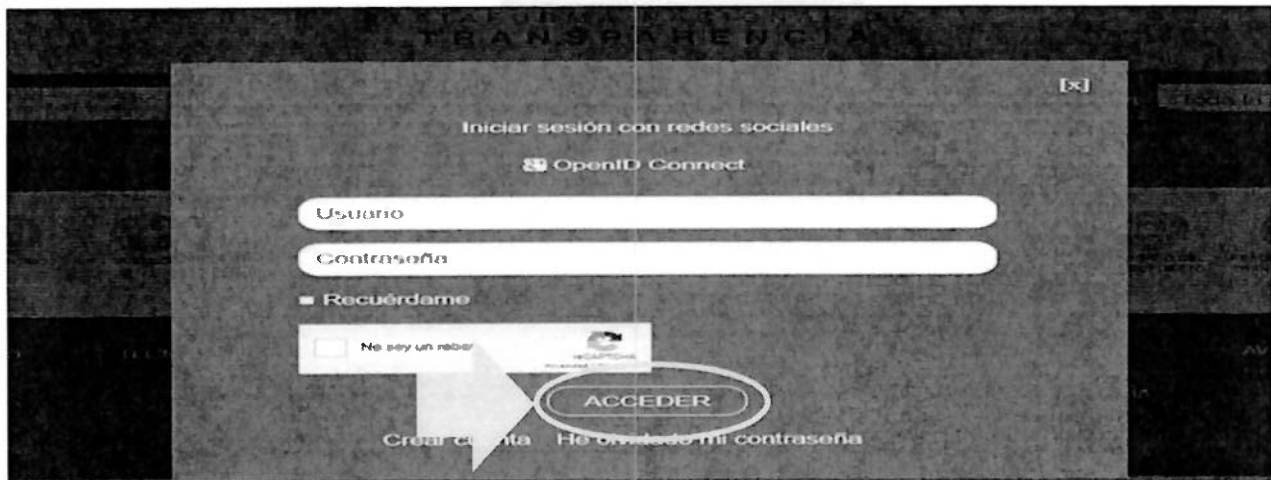 TRANSPARENCIA
[x]
Iniciar sesión con redes sociales
OpenID Connect
Usuario
Contraseña
Recuérdame
No soy un
reCAPTCHA
ACCEDER
Crear cuenta He olvidado mi contraseña